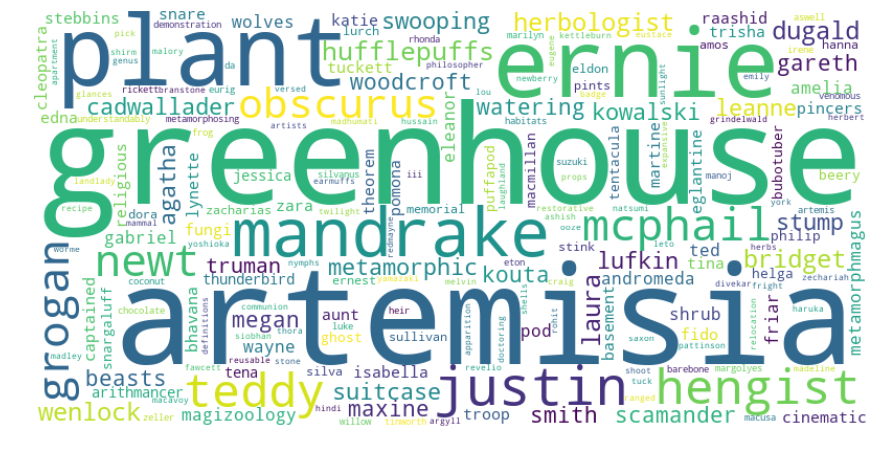 stebbins
snare
wolves
katie
swooping
herbologist
raashid
dugald
demonstration
lurch
rhonda
marilyn
kettleburn
eustace
aswell
trisha
plant
hufflepuffs
ernie
pick
malory
tuckett
philosopher
eugene
irene
amos
hanna
gareth
cleopatra
apartment
shirm
genus
da
woodcroft
eldon
newberry
emily
sunlight
glances
rickett
branstone
eurig
versed
lou
pints
badge
venomous
amelia
cadwallader
obscurus
watering
kowalski
leanne
pincers
edna
understandably
metamorphosing
frog
artists
madhumati
hussain
eleanor
habitats
grindelwald
herbert
greenhouse
religious
agatha
lynette
jessica
silvanus
earmuffs
theorem
pomona
iii
puffapod
laughland
macmillan
suzuki
props
tentacula
martine
manoj
expansive
eglantine
bubotuber
beery
york
dora
mammal
zacharias
zara
twilight
memorial
redmayne
restorative
ashish
natsumi
artemis
recipe
landlady
gabriel
fungi
mandrake
mcphail
stump
philip
worme
yoshioka
stink
eton
ooze
leto
herbs
zechariah
newt
truman
metamorphic
kouta
lufkin
ted
tina
bridget
helga
metamorphmagus
grogan
captained
snargaluff
coconut
thunderbird
nymphs
ernest
yamazaki
melvin
craig
andromeda
divekar
fright
chocolate
bhavana
definitions
communion
heir
shells
laura
basement
artemisia
megan
aunt
luke
apparition
doctoring
rohit
shrub
relocation
haruka
friar
siobhan
thora
ghost
sullivan
pod
saxon
fido
pattinson
madley
wayne
reusable
stone
revelio
barebone
margolyes
madeline
beasts
fawcett
tena
silva
isabella
shoot
tuck
arithmancer
matavoy
teddy
suitcase
justin
ranged
hengist
wenlock
zeller
magizoology
hindi
willow
tinworth
maxine
argyll
troop
smith
scamander
macusa
cinematic